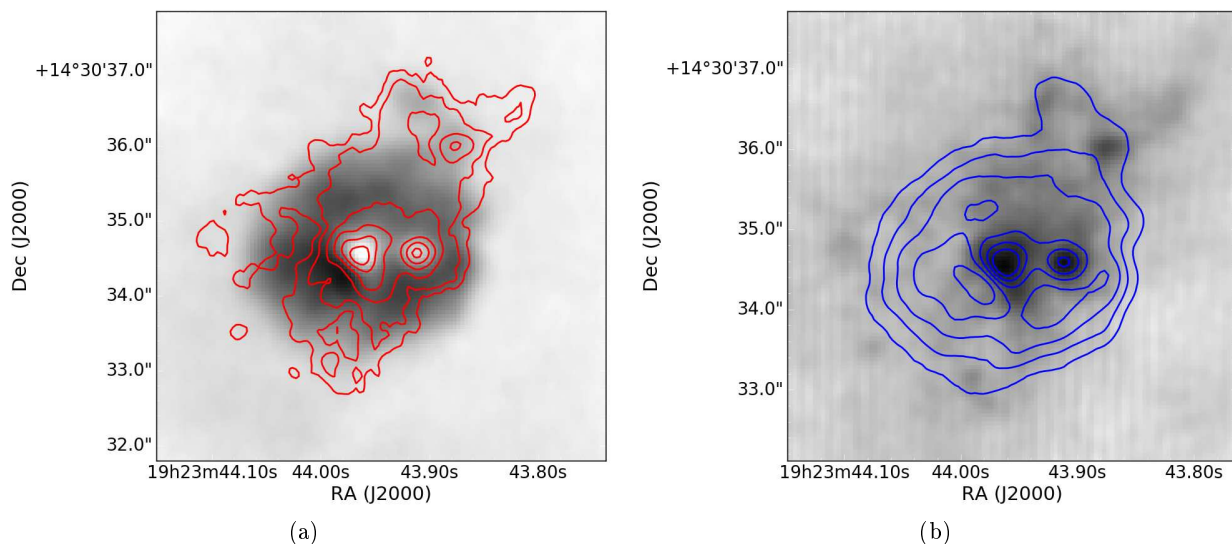 +14°30'37.0"
36.0"
35.0"
34.0"
33.0"
32.0"
Dec (J2000)
19h23m44.10s 44.00s 43.90s 43.80s
RA (J2000)
(a)
+14°30'37.0"
36.0"
35.0"
34.0"
33.0"
Dec (J2000)
19h23m44.10s 44.00s 43.90s 43.80s
RA (J2000)
(b)